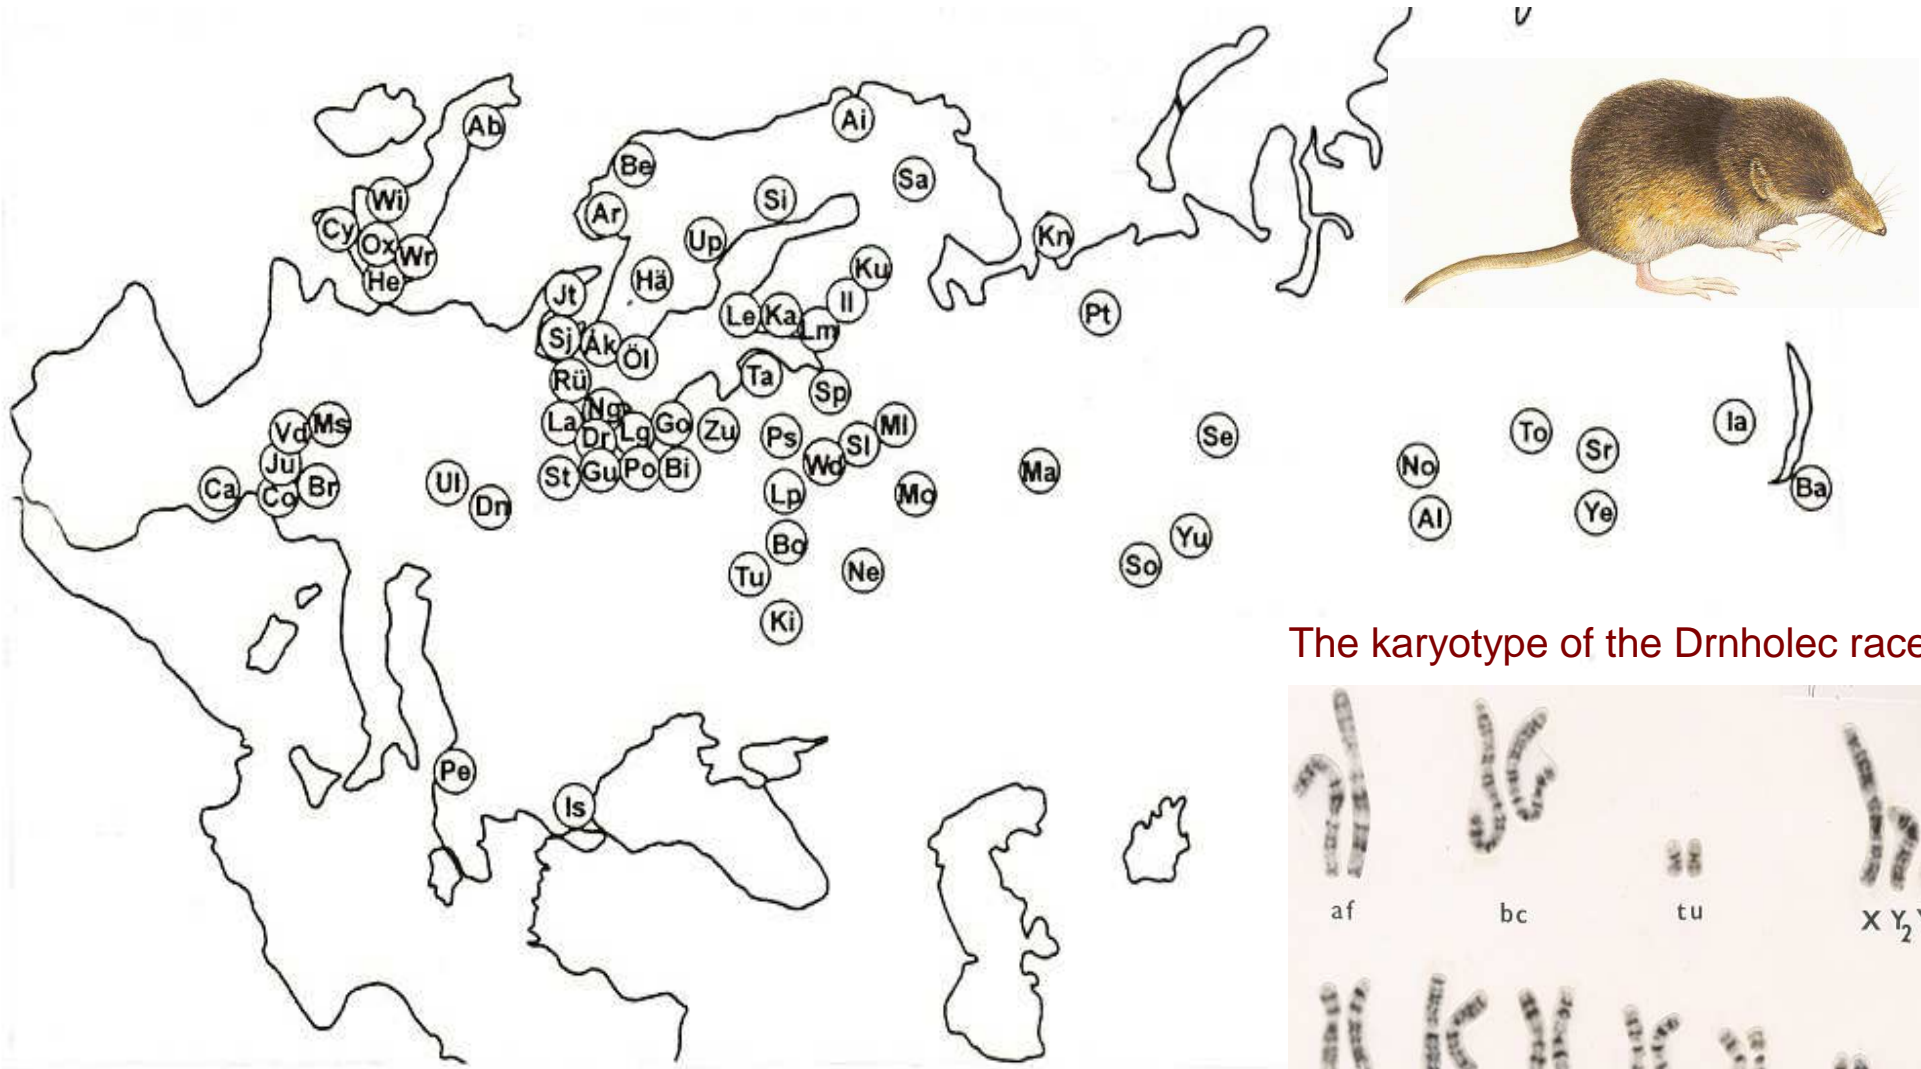 Ab
Ai
Be
Sa
Wi
Si
Ar
Cy
Ox
Up
Kn
Wr
He
Hä
Ku
Jt
Il
Le
Ka
Lm
Pt
Sj
Åk
Öl
Rü
Ta
Sp
Ng
La
Dr
Lg
Go
Zu
Ps
Sl
Ml
Vd
Ms
Ju
Wd
Se
To
Sr
Ia
Ca
Co
Br
Ul
Dn
St
Gu
Po
Bi
Lp
Mo
Ma
No
Al
Ye
Ba
Bo
Yu
Tu
Ne
So
Ki
The karyotype of the Drnholec race
Pe
Is
af bc tu X Y2